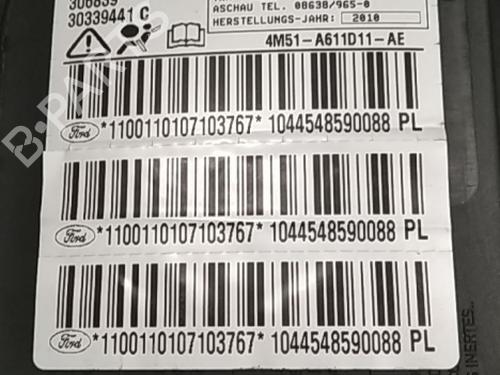 306839
30339441 C
ASCHAU TEL. 08638/965-0
HERSTELLUNGS-JAHR: 2010
4M51-A611D11-AE
Ford *1100110107103767* 1044548590088 PL
Ford *1100110107103767* 1044548590088 PL
Ford *1100110107103767* 1044548590088 PL
INERTES..
B-PARTS